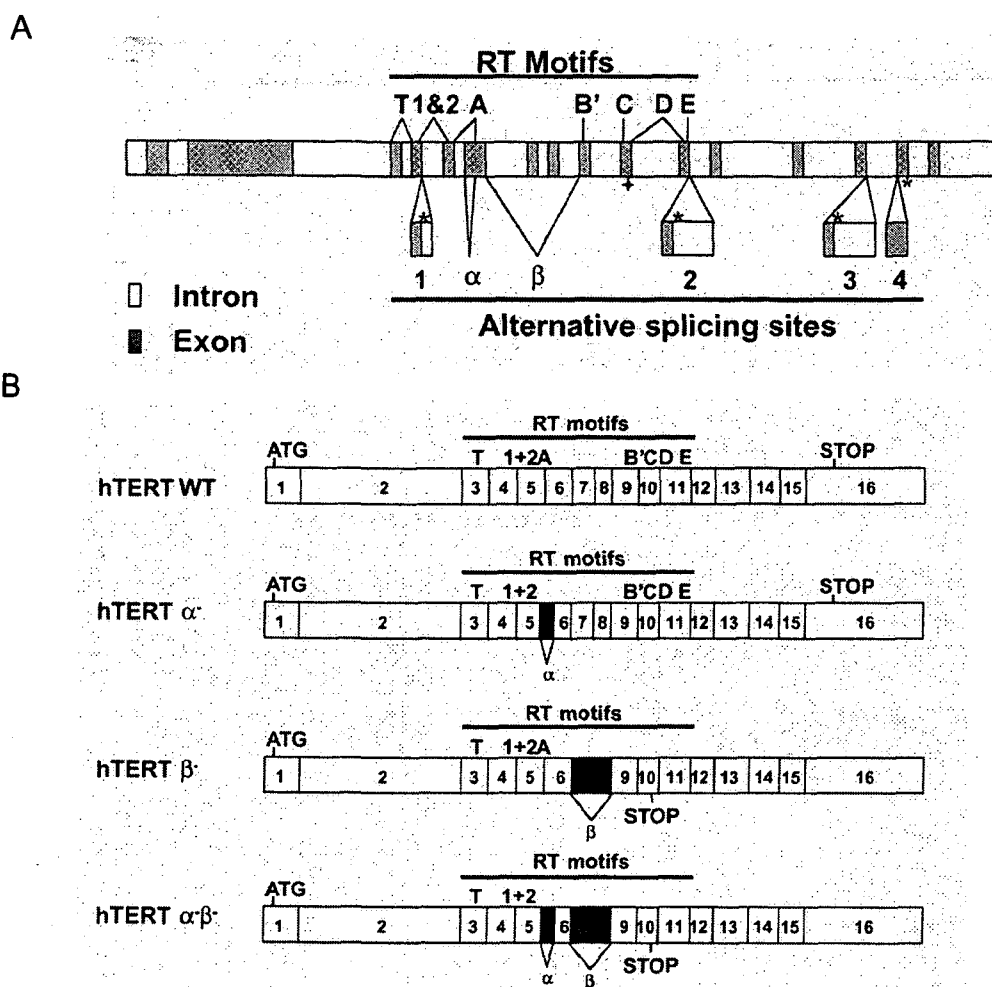 A
RT Motifs
T 1&2 A B' C D E
+ *
* * *
1 α β 2 3 4
Intron
Exon
Alternative splicing sites
B
RT motifs
ATG T 1+2A B'CD E STOP
hTERT WT 1 2 3 4 5 6 7 8 9 10 11 12 13 14 15 16
RT motifs
ATG T 1+2 B'CD E STOP
hTERT α- 1 2 3 4 5 6 7 8 9 10 11 12 13 14 15 16
α
RT motifs
ATG T 1+2A
hTERT β- 1 2 3 4 5 6 9 10 11 12 13 14 15 16
β STOP
RT motifs
ATG T 1+2
hTERT α-β- 1 2 3 4 5 6 9 10 11 12 13 14 15 16
α β STOP